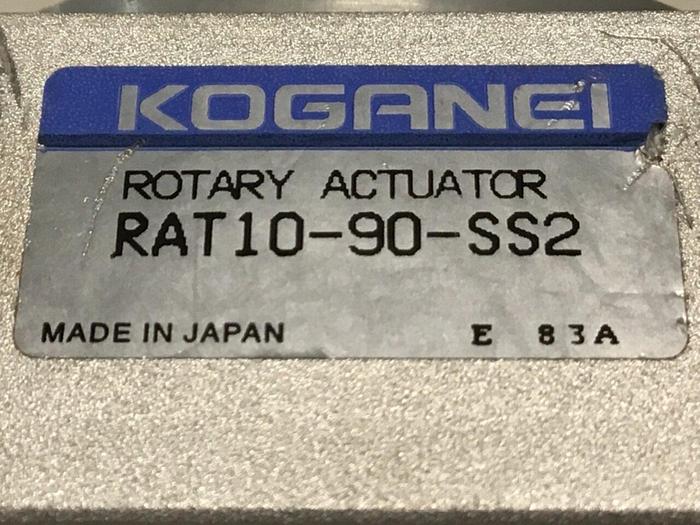 KOGANEI
ROTARY ACTUATOR
RAT10-90-SS2
MADE IN JAPAN E 83A